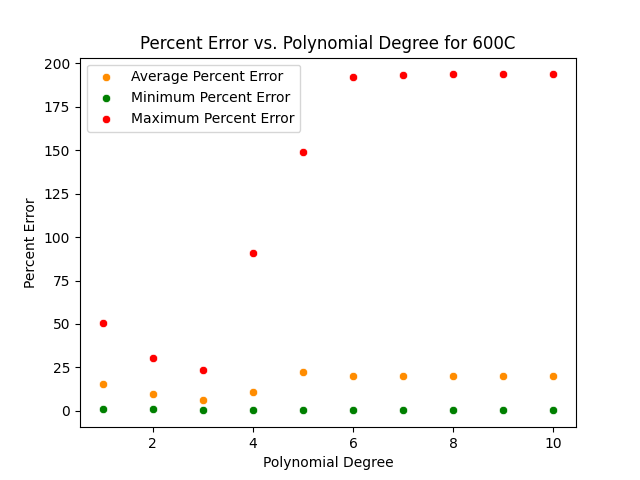 Percent Error vs. Polynomial Degree for 600C
Average Percent Error
Minimum Percent Error
Maximum Percent Error
200
175
150
125
100
75
50
25
0
Percent Error
2 4 6 8 10
Polynomial Degree